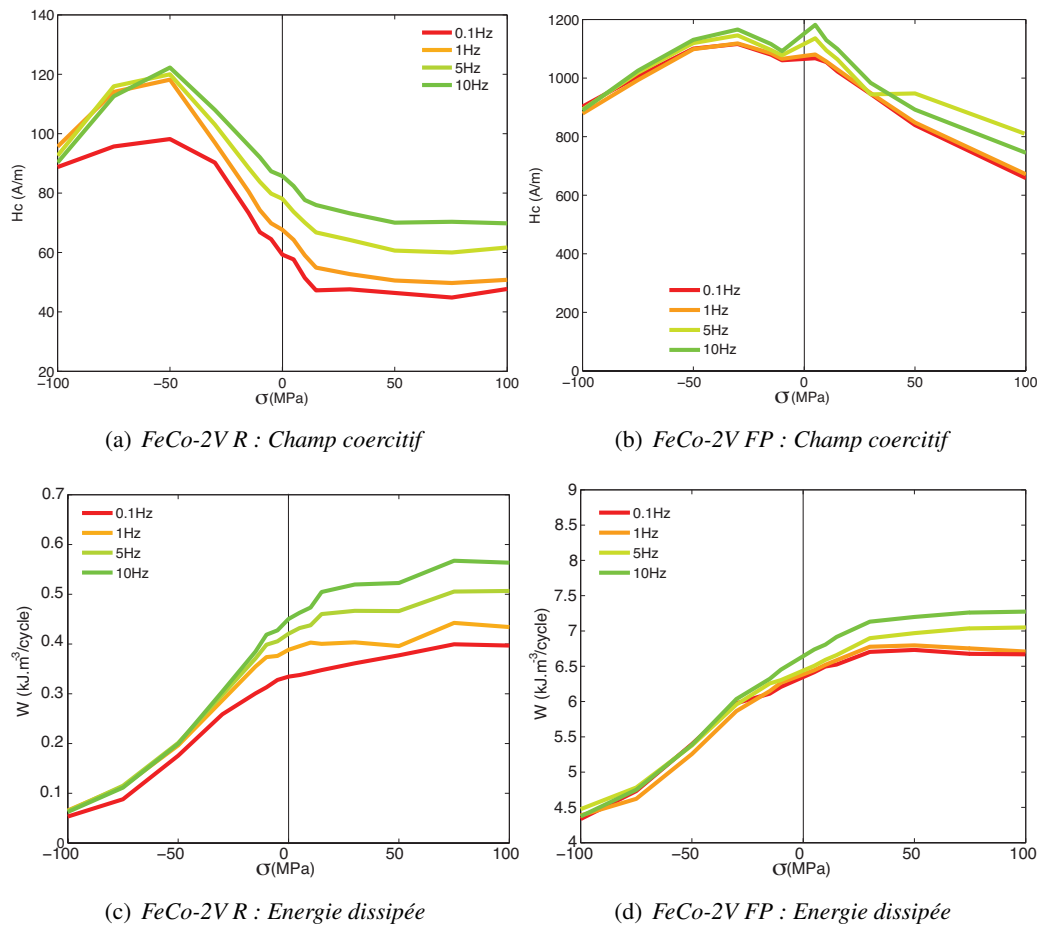 140
120
100
80
60
40
20
Hc (A/m)
0.1Hz
1Hz
5Hz
10Hz
−100
−50
0
50
100
σ(MPa)
(a) FeCo-2V R : Champ coercitif
1200
1000
800
600
400
200
0
Hc (A/m)
0.1Hz
1Hz
5Hz
10Hz
−100
−50
0
50
100
σ(MPa)
(b) FeCo-2V FP : Champ coercitif
0.7
0.6
0.5
0.4
0.3
0.2
0.1
0
W (kJ.m³/cycle)
0.1Hz
1Hz
5Hz
10Hz
−100
−50
0
50
100
σ(MPa)
(c) FeCo-2V R : Energie dissipée
9
8.5
8
7.5
7
6.5
6
5.5
5
4.5
4
W (kJ.m³/cycle)
0.1Hz
1Hz
5Hz
10Hz
−100
−50
0
50
100
σ(MPa)
(d) FeCo-2V FP : Energie dissipée